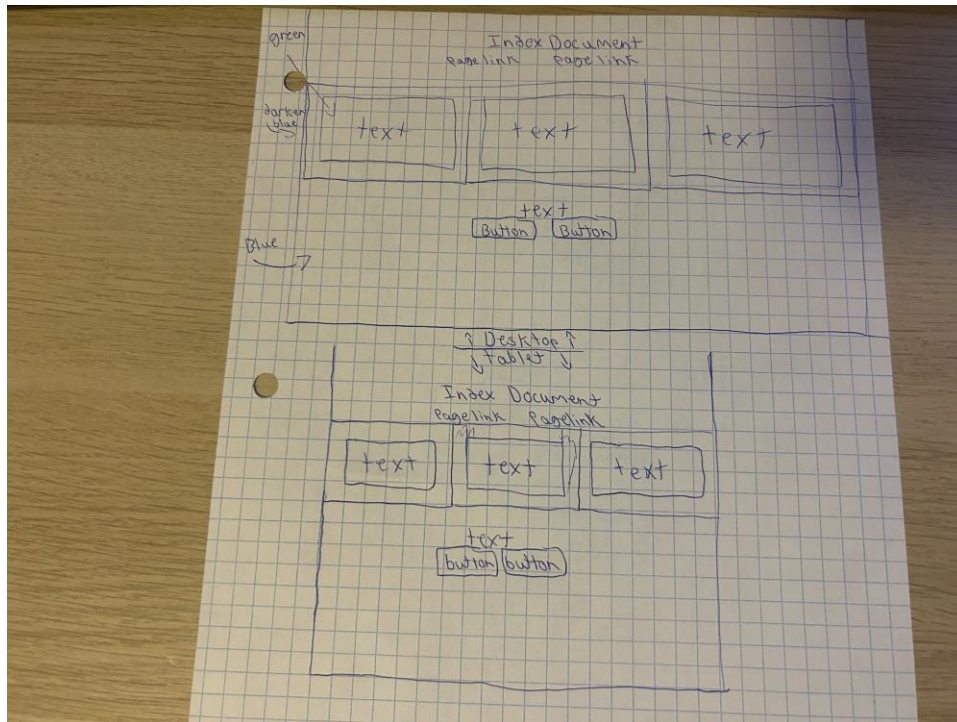 green
Index Document
Pagelink Pagelink
darker
blue
text text text
text
Button Button
Blue
↑ Desktop ↑
↓ tablet ↓
Index Document
Pagelink Pagelink
text text text
text
button button